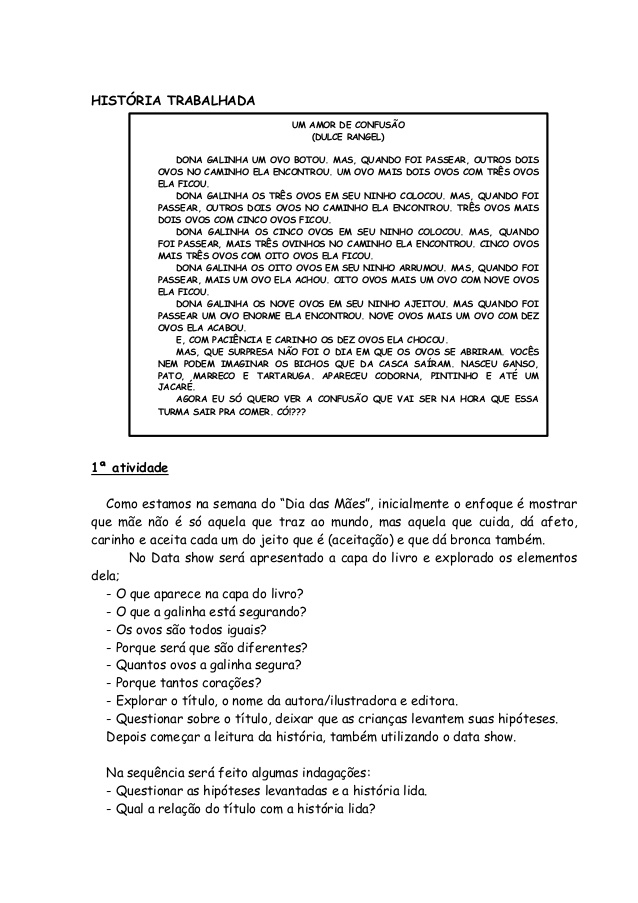 HISTÓRIA TRABALHADA
UM AMOR DE CONFUSÃO
(DULCE RANGEL)
DONA GALINHA UM OVO BOTOU. MAS, QUANDO FOI PASSEAR, OUTROS DOIS
OVOS NO CAMINHO ELA ENCONTROU. UM OVO MAIS DOIS OVOS COM TRÊS OVOS
ELA FICOU.
DONA GALINHA OS TRÊS OVOS EM SEU NINHO COLOCOU. MAS, QUANDO FOI
PASSEAR, OUTROS DOIS OVOS NO CAMINHO ELA ENCONTROU. TRÊS OVOS MAIS
DOIS OVOS COM CINCO OVOS FICOU.
DONA GALINHA OS CINCO OVOS EM SEU NINHO COLOCOU. MAS, QUANDO
FOI PASSEAR, MAIS TRÊS OVINHOS NO CAMINHO ELA ENCONTROU. CINCO OVOS
MAIS TRÊS OVOS COM OITO OVOS ELA FICOU.
DONA GALINHA OS OITO OVOS EM SEU NINHO ARRUMOU. MAS, QUANDO FOI
PASSEAR, MAIS UM OVO ELA ACHOU. OITO OVOS MAIS UM OVO COM NOVE OVOS
ELA FICOU.
DONA GALINHA OS NOVE OVOS EM SEU NINHO AJEITOU. MAS QUANDO FOI
PASSEAR UM OVO ENORME ELA ENCONTROU. NOVE OVOS MAIS UM OVO COM DEZ
OVOS ELA ACABOU.
E, COM PACIÊNCIA E CARINHO OS DEZ OVOS ELA CHOCOU.
MAS, QUE SURPRESA NÃO FOI O DIA EM QUE OS OVOS SE ABRIRAM. VOCÊS
NEM PODEM IMAGINAR OS BICHOS QUE DA CASCA SAÍRAM. NASCEU GANSO,
PATO, MARRECO E TARTARUGA. APARECEU CODORNA, PINTINHO E ATÉ UM
JACARÉ.
AGORA EU SÓ QUERO VER A CONFUSÃO QUE VAI SER NA HORA QUE ESSA
TURMA SAIR PRA COMER. CÓ!???
1ª atividade
Como estamos na semana do “Dia das Mães”, inicialmente o enfoque é mostrar
que mãe não é só aquela que traz ao mundo, mas aquela que cuida, dá afeto,
carinho e aceita cada um do jeito que é (aceitação) e que dá bronca também.
No Data show será apresentado a capa do livro e explorado os elementos
dela;
- O que aparece na capa do livro?
- O que a galinha está segurando?
- Os ovos são todos iguais?
- Porque será que são diferentes?
- Quantos ovos a galinha segura?
- Porque tantos corações?
- Explorar o título, o nome da autora/ilustradora e editora.
- Questionar sobre o título, deixar que as crianças levantem suas hipóteses.
Depois começar a leitura da história, também utilizando o data show.
Na sequência será feito algumas indagações:
- Questionar as hipóteses levantadas e a história lida.
- Qual a relação do título com a história lida?